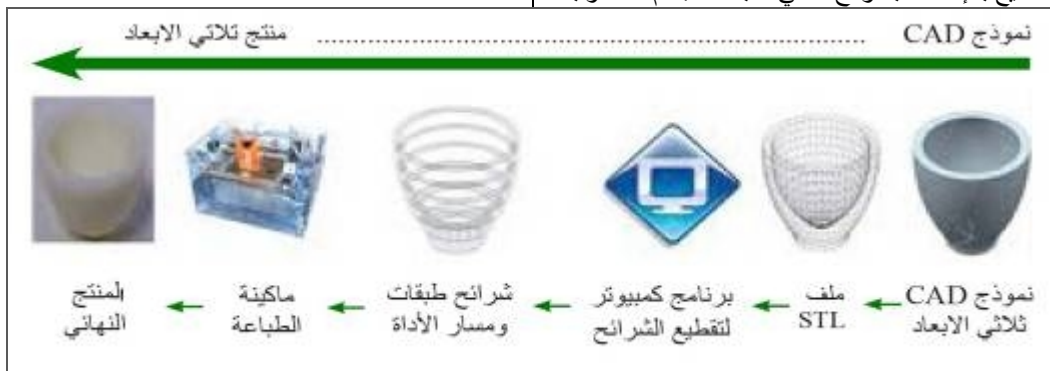 نموذج CAD ........................................ منتج ثلاثي الابعاد
نموذج CAD
ثلاثي الابعاد
ملف
STL
برنامج كمبيوتر
لتقطيع الشرائح
شرائح طبقات
ومسار الأداة
ماكينة
الطباعة
المنتج
النهائي